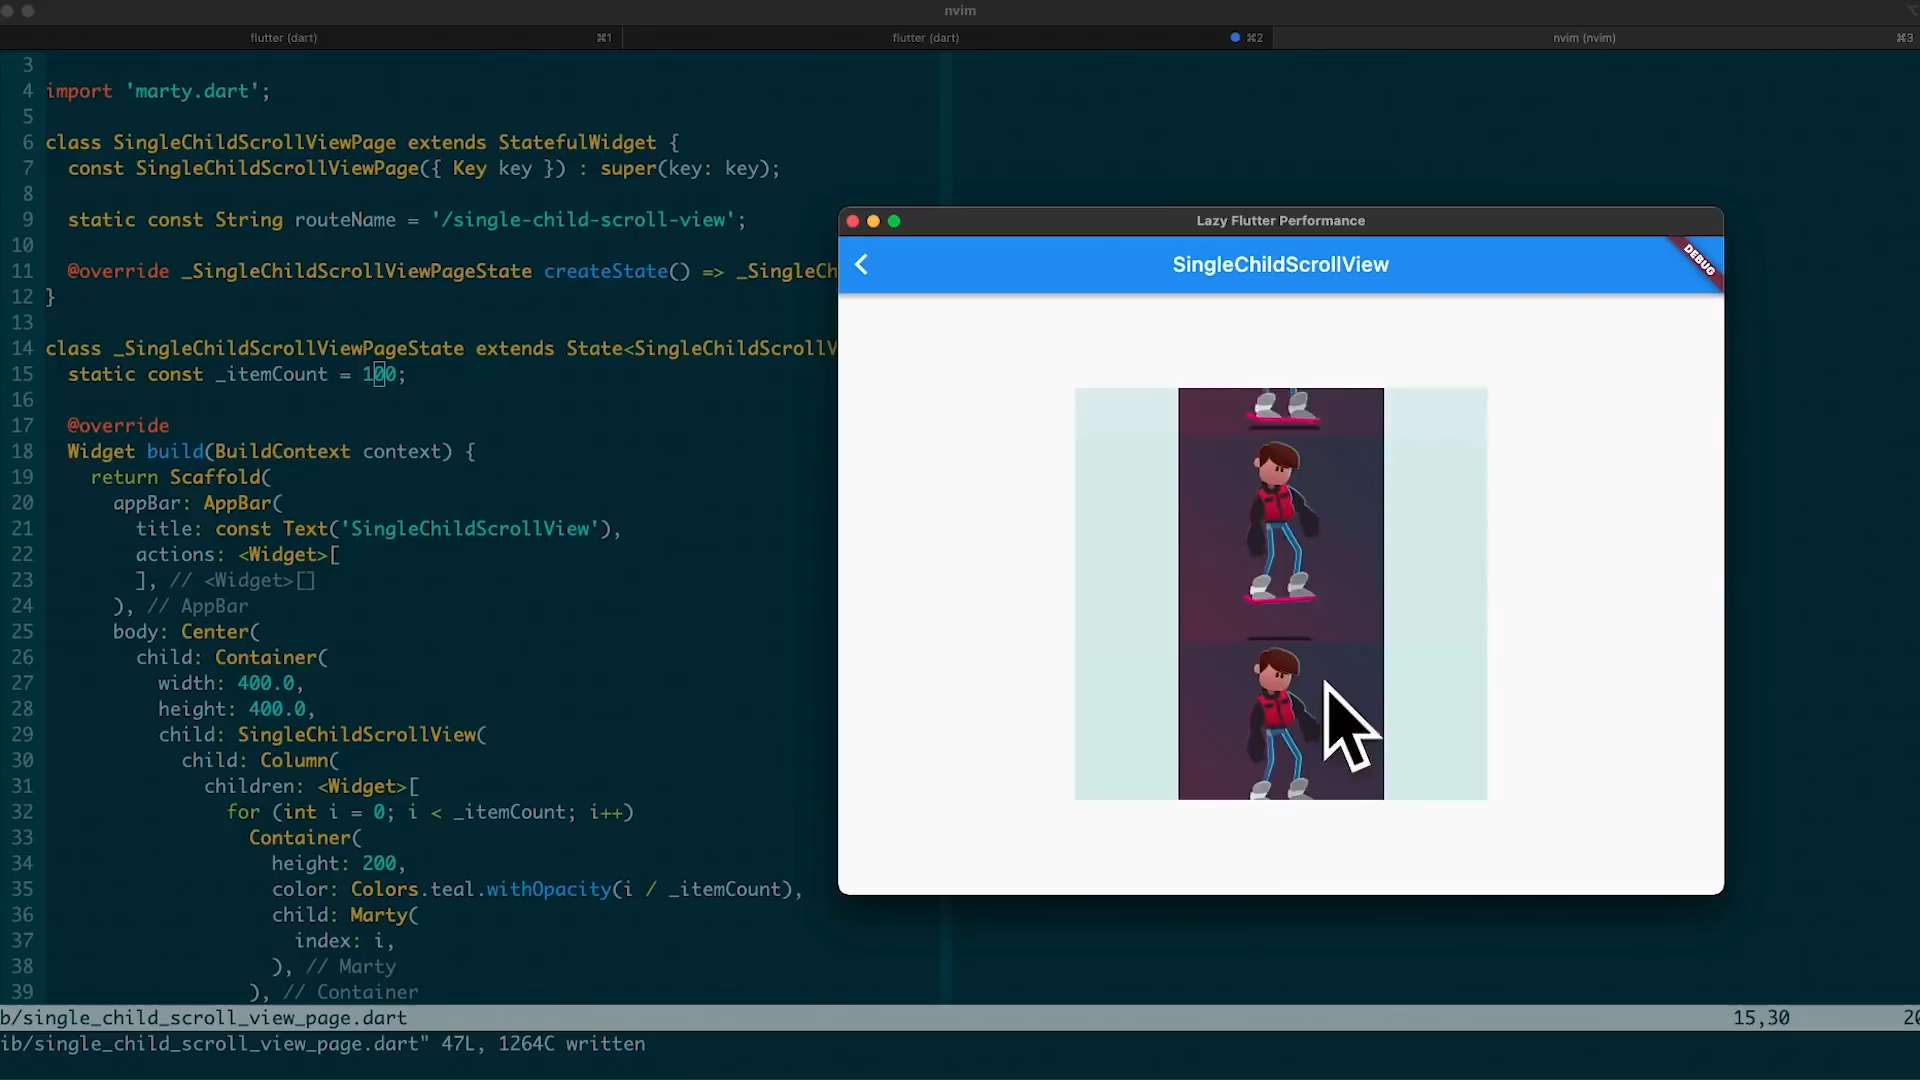 nvim
flutter (dart) ⌘1 flutter (dart) ⌘2 nvim (nvim) ⌘3
3
4 import 'marty.dart';
5
6 class SingleChildScrollViewPage extends StatefulWidget {
7   const SingleChildScrollViewPage({ Key key }) : super(key: key);
8
9   static const String routeName = '/single-child-scroll-view';
10
11   @override _SingleChildScrollViewPageState createState() => _SingleCh
12 }
13
14 class _SingleChildScrollViewPageState extends State<SingleChildScrollV
15   static const _itemCount = 100;
16
17   @override
18   Widget build(BuildContext context) {
19     return Scaffold(
20       appBar: AppBar(
21         title: const Text('SingleChildScrollView'),
22         actions: <Widget>[
23         ], // <Widget>[]
24       ), // AppBar
25       body: Center(
26         child: Container(
27           width: 400.0,
28           height: 400.0,
29           child: SingleChildScrollView(
30             child: Column(
31               children: <Widget>[
32                 for (int i = 0; i < _itemCount; i++)
33                   Container(
34                     height: 200,
35                     color: Colors.teal.withOpacity(i / _itemCount),
36                     child: Marty(
37                       index: i,
38                     ), // Marty
39                   ), // Container
b/single_child_scroll_view_page.dart 15,30 20
ib/single_child_scroll_view_page.dart" 47L, 1264C written
Lazy Flutter Performance
SingleChildScrollView
DEBUG